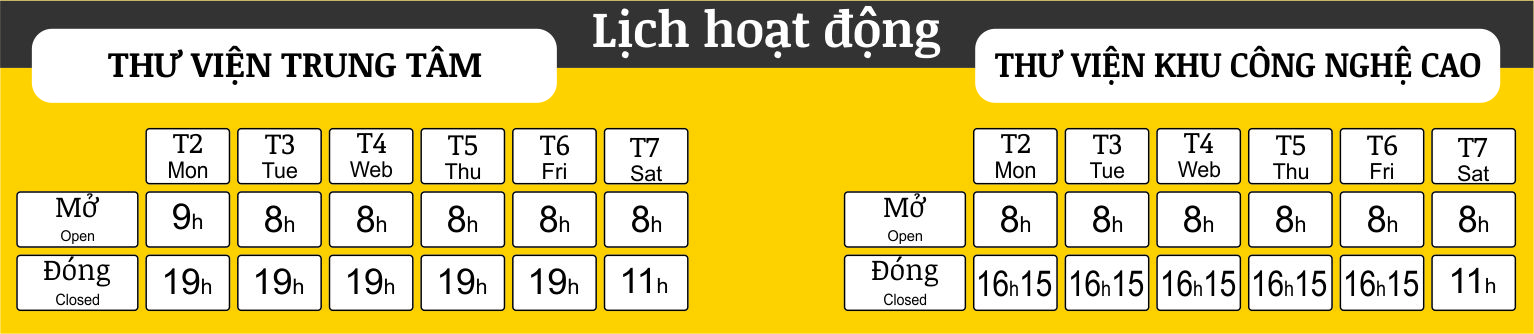 Lịch hoạt động
THƯ VIỆN TRUNG TÂM
T2 T3 T4 T5 T6 T7
Mon Tue Web Thu Fri Sat
Mở 9h 8h 8h 8h 8h 8h
Open
Đóng 19h 19h 19h 19h 19h 11h
Closed
THƯ VIỆN KHU CÔNG NGHỆ CAO
T2 T3 T4 T5 T6 T7
Mon Tue Web Thu Fri Sat
Mở 8h 8h 8h 8h 8h 8h
Open
Đóng 16h15 16h15 16h15 16h15 16h15 11h
Closed